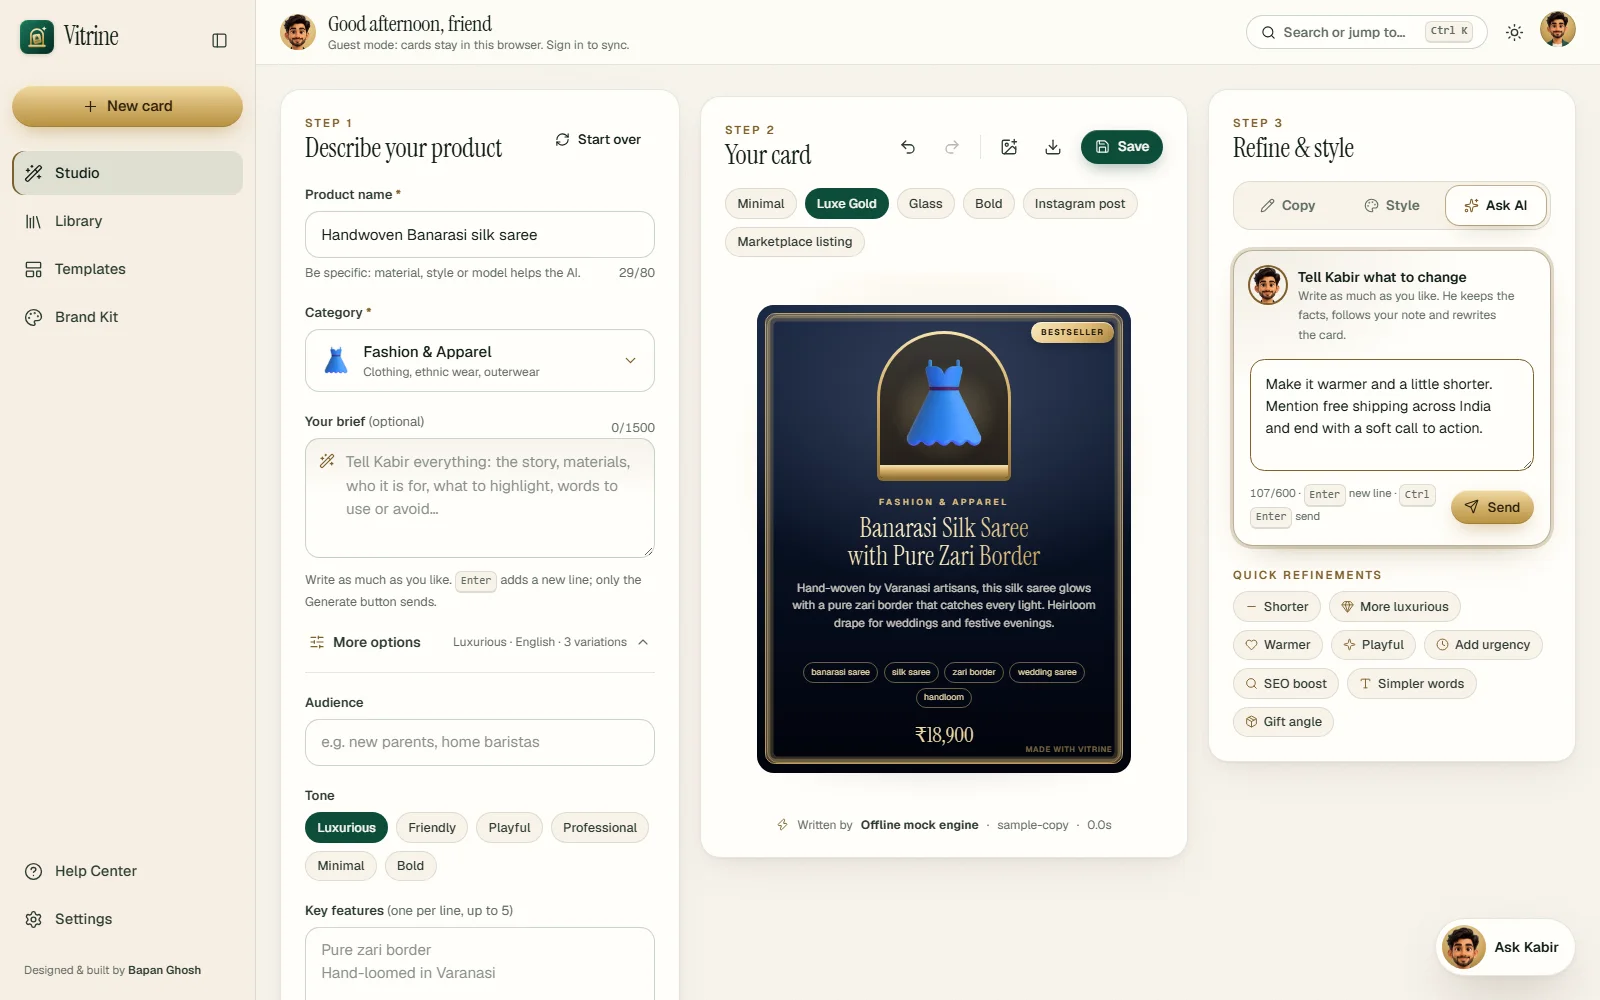 Vitrine
New card
Studio
Library
Templates
Brand Kit
Help Center
Settings
Designed & built by Bapan Ghosh
Good afternoon, friend
Guest mode: cards stay in this browser. Sign in to sync.
Search or jump to...
Ctrl K
STEP 1
Describe your product
Start over
Product name *
Handwoven Banarasi silk saree
Be specific: material, style or model helps the AI.
29/80
Category *
Fashion & Apparel
Clothing, ethnic wear, outerwear
Your brief (optional)
0/1500
Tell Kabir everything: the story, materials,
who it is for, what to highlight, words to
use or avoid...
Write as much as you like. Enter adds a new line; only the
Generate button sends.
More options
Luxurious · English · 3 variations
Audience
e.g. new parents, home baristas
Tone
Luxurious
Friendly
Playful
Professional
Minimal
Bold
Key features (one per line, up to 5)
Pure zari border
Hand-loomed in Varanasi
STEP 2
Your card
Save
Minimal
Luxe Gold
Glass
Bold
Instagram post
Marketplace listing
BESTSELLER
FASHION & APPAREL
Banarasi Silk Saree
with Pure Zari Border
Hand-woven by Varanasi artisans, this silk saree glows
with a pure zari border that catches every light. Heirloom
drape for weddings and festive evenings.
banarasi saree
silk saree
zari border
wedding saree
handloom
₹18,900
MADE WITH VITRINE
Written by Offline mock engine · sample-copy · 0.0s
STEP 3
Refine & style
Copy
Style
Ask AI
Tell Kabir what to change
Write as much as you like. He keeps the
facts, follows your note and rewrites
the card.
Make it warmer and a little shorter.
Mention free shipping across India
and end with a soft call to action.
107/600 · Enter new line · Ctrl
Enter send
Send
QUICK REFINEMENTS
Shorter
More luxurious
Warmer
Playful
Add urgency
SEO boost
Simpler words
Gift angle
Ask Kabir